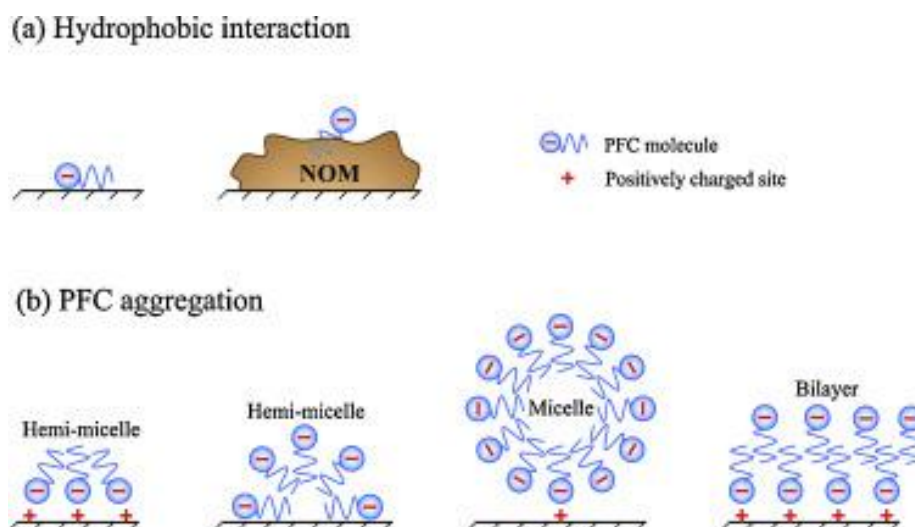 (a) Hydrophobic interaction
NOM
PFC molecule
+ Positively charged site
(b) PFC aggregation
Hemi-micelle
Hemi-micelle
Micelle
Bilayer
+ + +
+
+ + + +